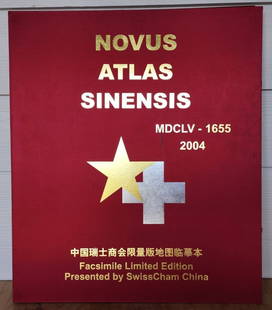 NOVUS
ATLAS
SINENSIS
MDCLV - 1655
2004
中国瑞士商会限量版地图临摹本
Facsimile Limited Edition
Presented by SwissCham China